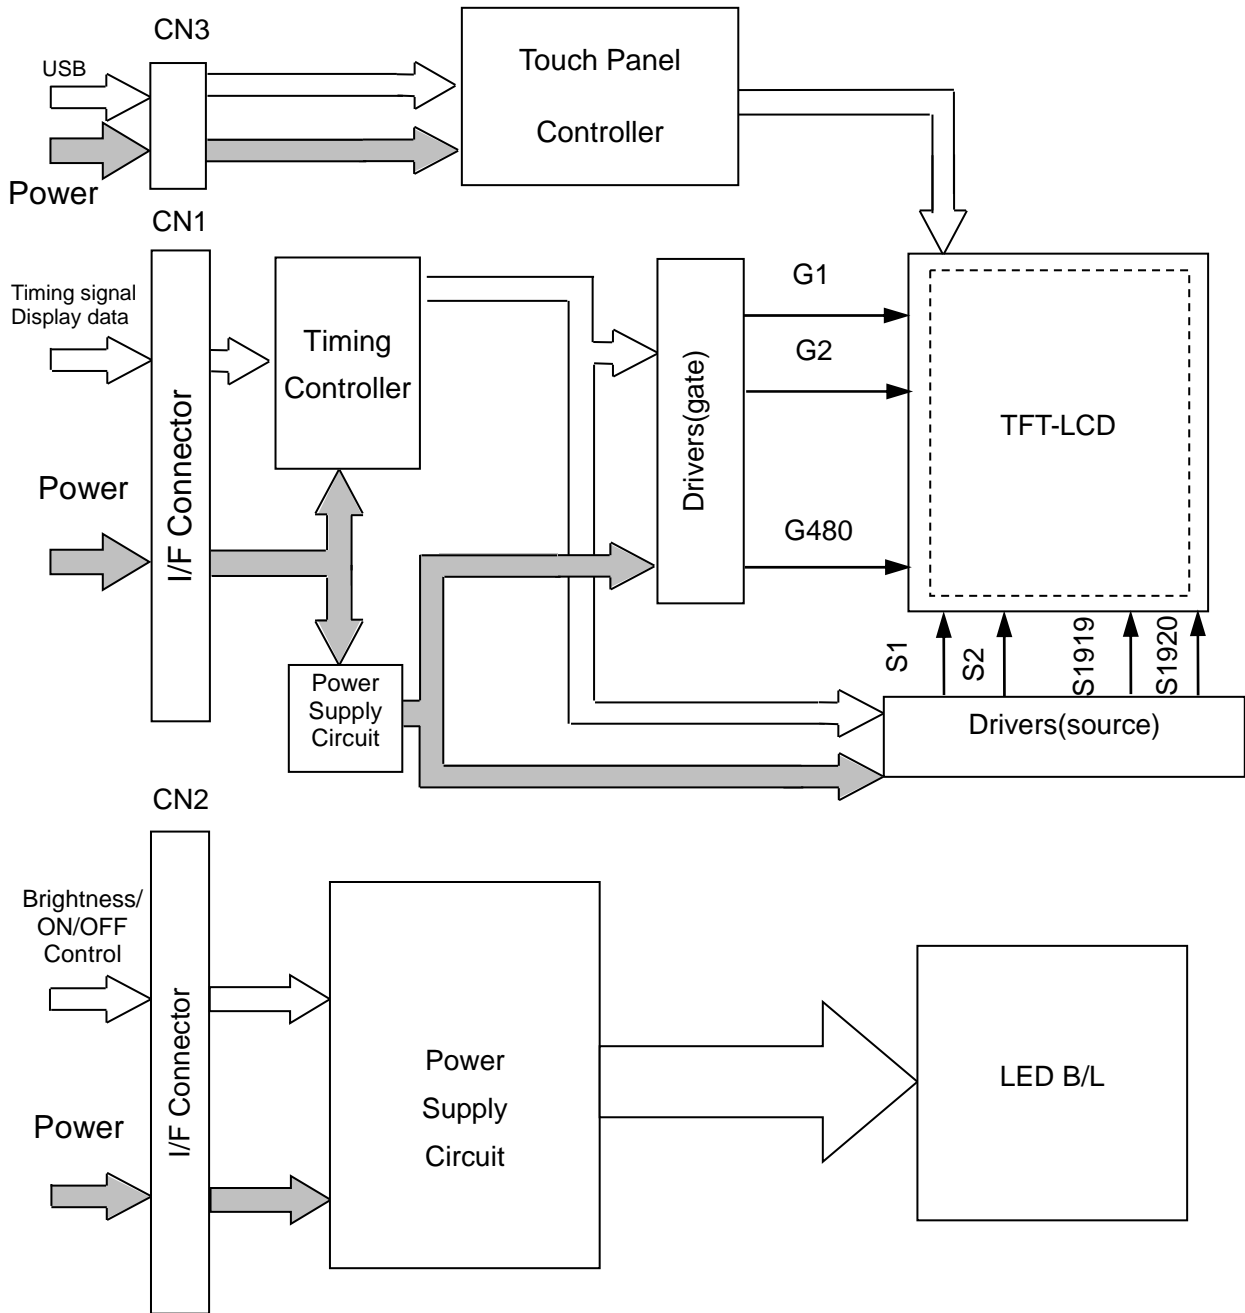 CN3
USB
Power
Touch Panel
Controller
CN1
Timing signal
Display data
Power
I/F Connector
Timing
Controller
Power
Supply
Circuit
Drivers(gate)
G1
G2
G480
TFT-LCD
S1
S2
S1919
S1920
Drivers(source)
CN2
Brightness/
ON/OFF
Control
Power
I/F Connector
Power
Supply
Circuit
LED B/L